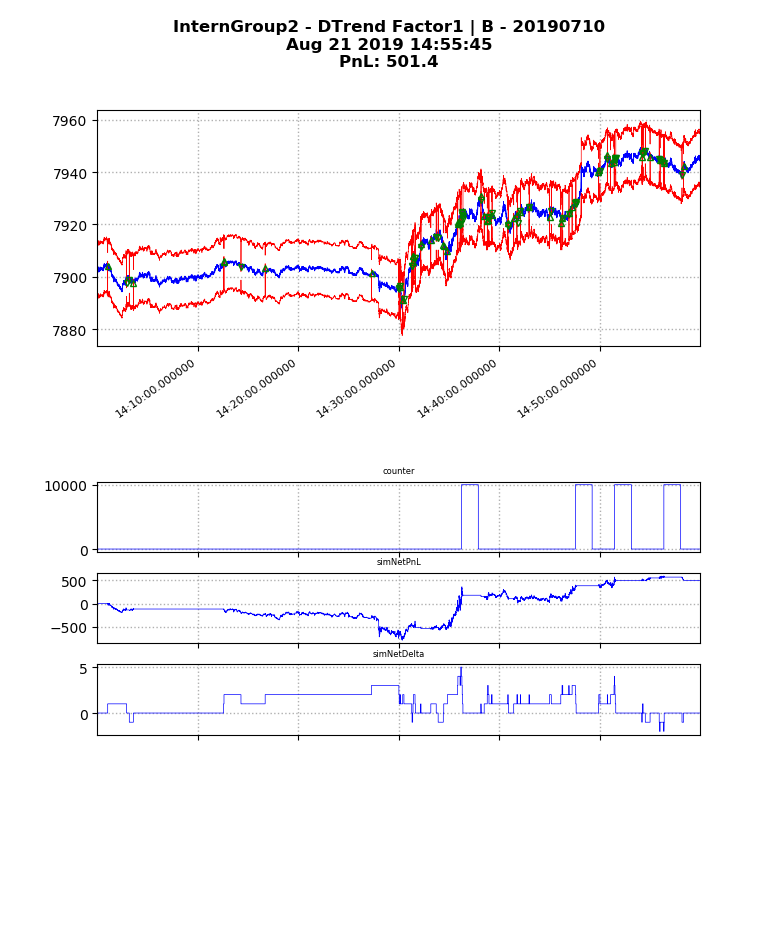 InternGroup2 - DTrend Factor1 | B - 20190710
Aug 21 2019 14:55:45
PnL: 501.4
7960
7940
7920
7900
7880
14:10:00.000000
14:20:00.000000
14:30:00.000000
14:40:00.000000
14:50:00.000000
counter
10000
0
simNetPnL
500
0
−500
simNetDelta
5
0